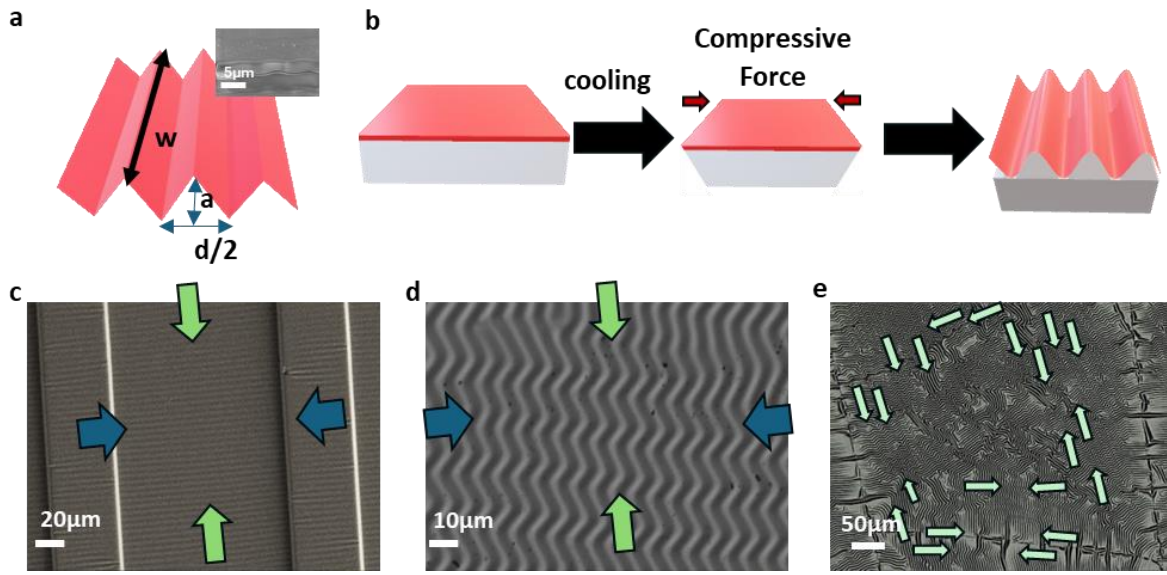 a
5μm
w
a
d/2
b
cooling
Compressive
Force
c
20μm
d
10μm
e
50μm